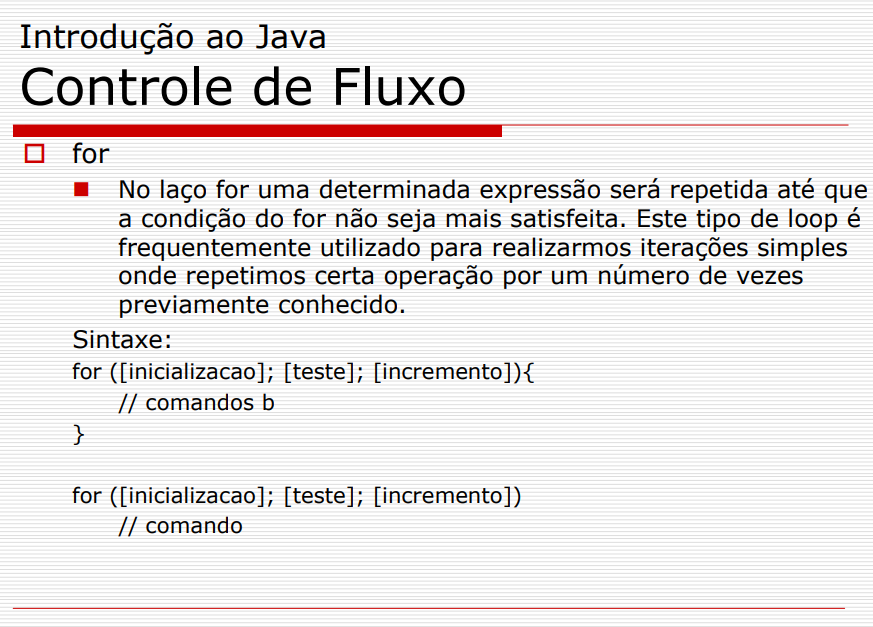 Introdução ao Java
Controle de Fluxo
for
No laço for uma determinada expressão será repetida até que
a condição do for não seja mais satisfeita. Este tipo de loop é
frequentemente utilizado para realizarmos iterações simples
onde repetimos certa operação por um número de vezes
previamente conhecido.
Sintaxe:
for ([inicializacao]; [teste]; [incremento]){
// comandos b
}
for ([inicializacao]; [teste]; [incremento])
// comando